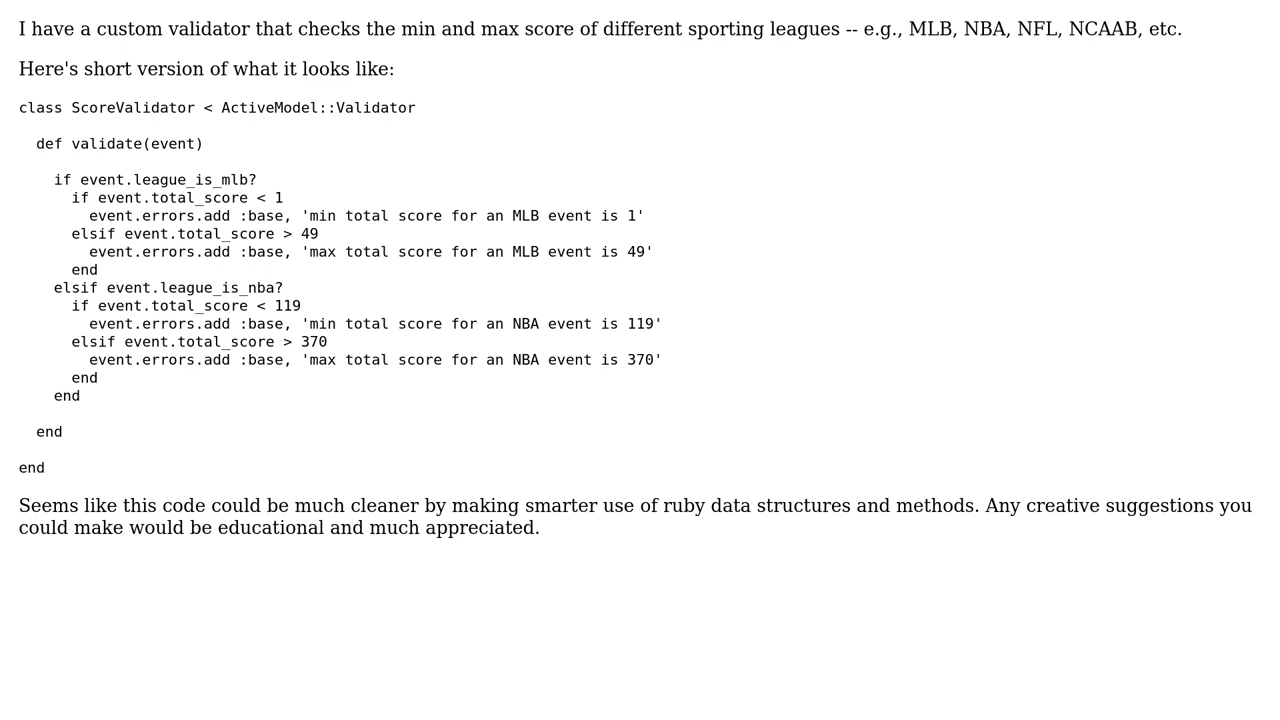 I have a custom validator that checks the min and max score of different sporting leagues -- e.g., MLB, NBA, NFL, NCAAB, etc.
Here's short version of what it looks like:
class ScoreValidator < ActiveModel::Validator
  def validate(event)
    if event.league_is_mlb?
      if event.total_score < 1
        event.errors.add :base, 'min total score for an MLB event is 1'
      elsif event.total_score > 49
        event.errors.add :base, 'max total score for an MLB event is 49'
      end
    elsif event.league_is_nba?
      if event.total_score < 119
        event.errors.add :base, 'min total score for an NBA event is 119'
      elsif event.total_score > 370
        event.errors.add :base, 'max total score for an NBA event is 370'
      end
    end
  end
end
Seems like this code could be much cleaner by making smarter use of ruby data structures and methods. Any creative suggestions you
could make would be educational and much appreciated.